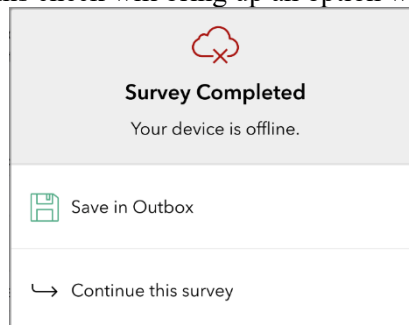 Survey Completed
Your device is offline.
Save in Outbox
Continue this survey